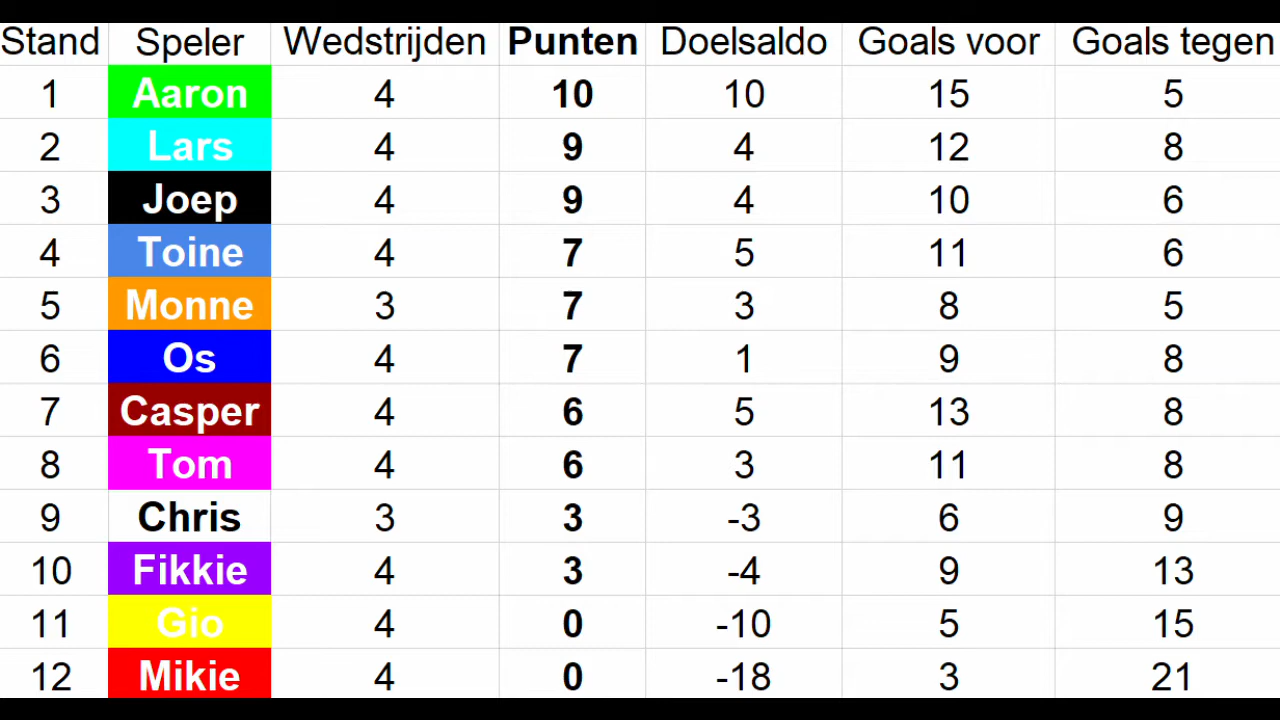 Stand Speler Wedstrijden Punten Doelsaldo Goals voor Goals tegen
1 Aaron 4 10 10 15 5
2 Lars 4 9 4 12 8
3 Joep 4 9 4 10 6
4 Toine 4 7 5 11 6
5 Monne 3 7 3 8 5
6 Os 4 7 1 9 8
7 Casper 4 6 5 13 8
8 Tom 4 6 3 11 8
9 Chris 3 3 -3 6 9
10 Fikkie 4 3 -4 9 13
11 Gio 4 0 -10 5 15
12 Mikie 4 0 -18 3 21